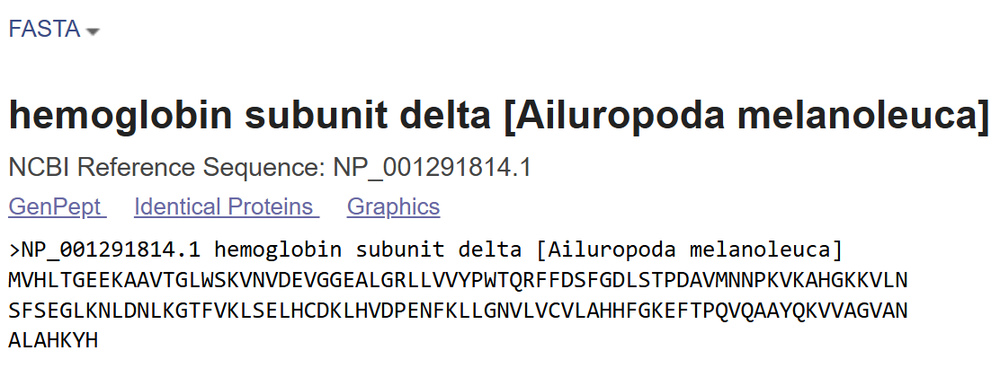 FASTA
hemoglobin subunit delta [Ailuropoda melanoleuca]
NCBI Reference Sequence: NP_001291814.1
GenPept Identical Proteins Graphics
>NP_001291814.1 hemoglobin subunit delta [Ailuropoda melanoleuca]
MVHLTGEEKAAVTGLWSKVNVDEVGGEALGRLLVVYPWTQRFFDSFGDLSTPDAVMNNPKVKAHGKKVLN
SFSEGLKNLDNLKGTFVKLSELHCDKLHVDPENFKLLGNVLVCVLAHHFGKEFTPQVQAAYQKVVAGVAN
ALAHKYH